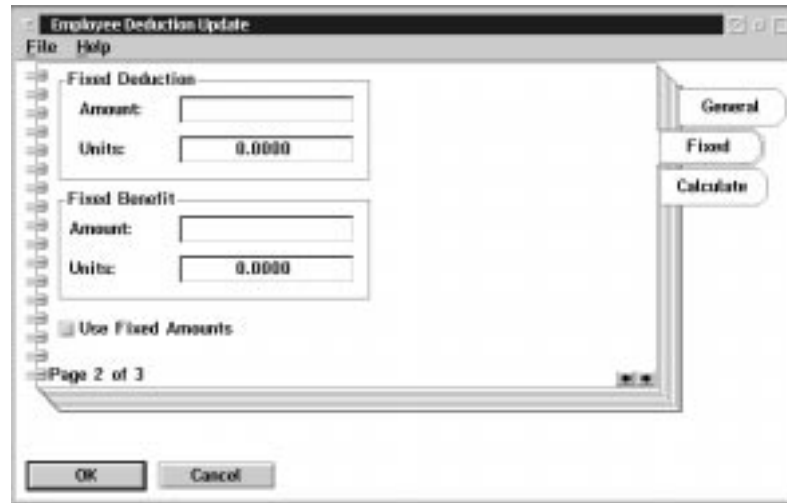 Employee Deduction Update
File Help
Fixed Deduction
Amount:
Units: 0.0000
Fixed Benefit
Amount:
Units: 0.0000
Use Fixed Amounts
Page 2 of 3
General
Fixed
Calculate
OK Cancel